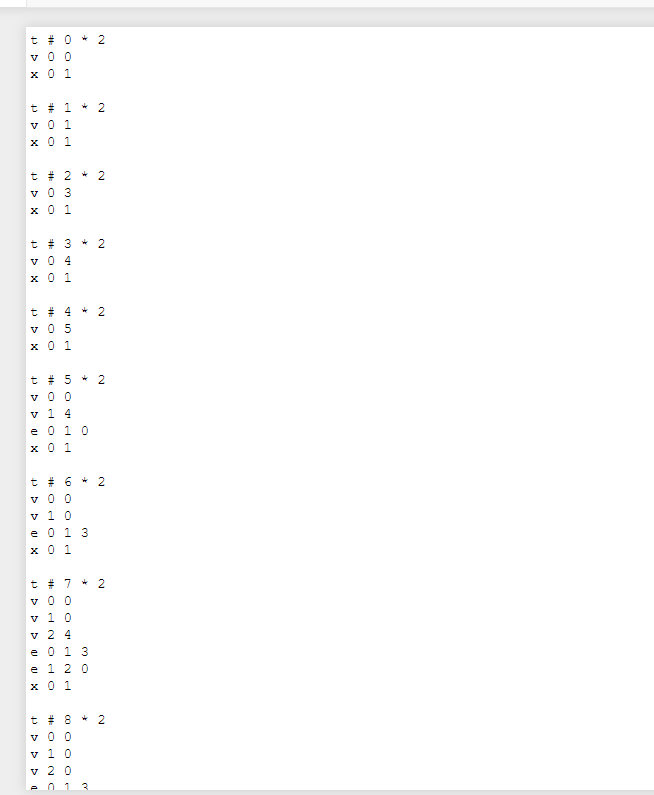 t # 0 * 2
v 0 0
x 0 1
t # 1 * 2
v 0 1
x 0 1
t # 2 * 2
v 0 3
x 0 1
t # 3 * 2
v 0 4
x 0 1
t # 4 * 2
v 0 5
x 0 1
t # 5 * 2
v 0 0
v 1 4
e 0 1 0
x 0 1
t # 6 * 2
v 0 0
v 1 0
e 0 1 3
x 0 1
t # 7 * 2
v 0 0
v 1 0
v 2 4
e 0 1 3
e 1 2 0
x 0 1
t # 8 * 2
v 0 0
v 1 0
v 2 0
e 0 1 3